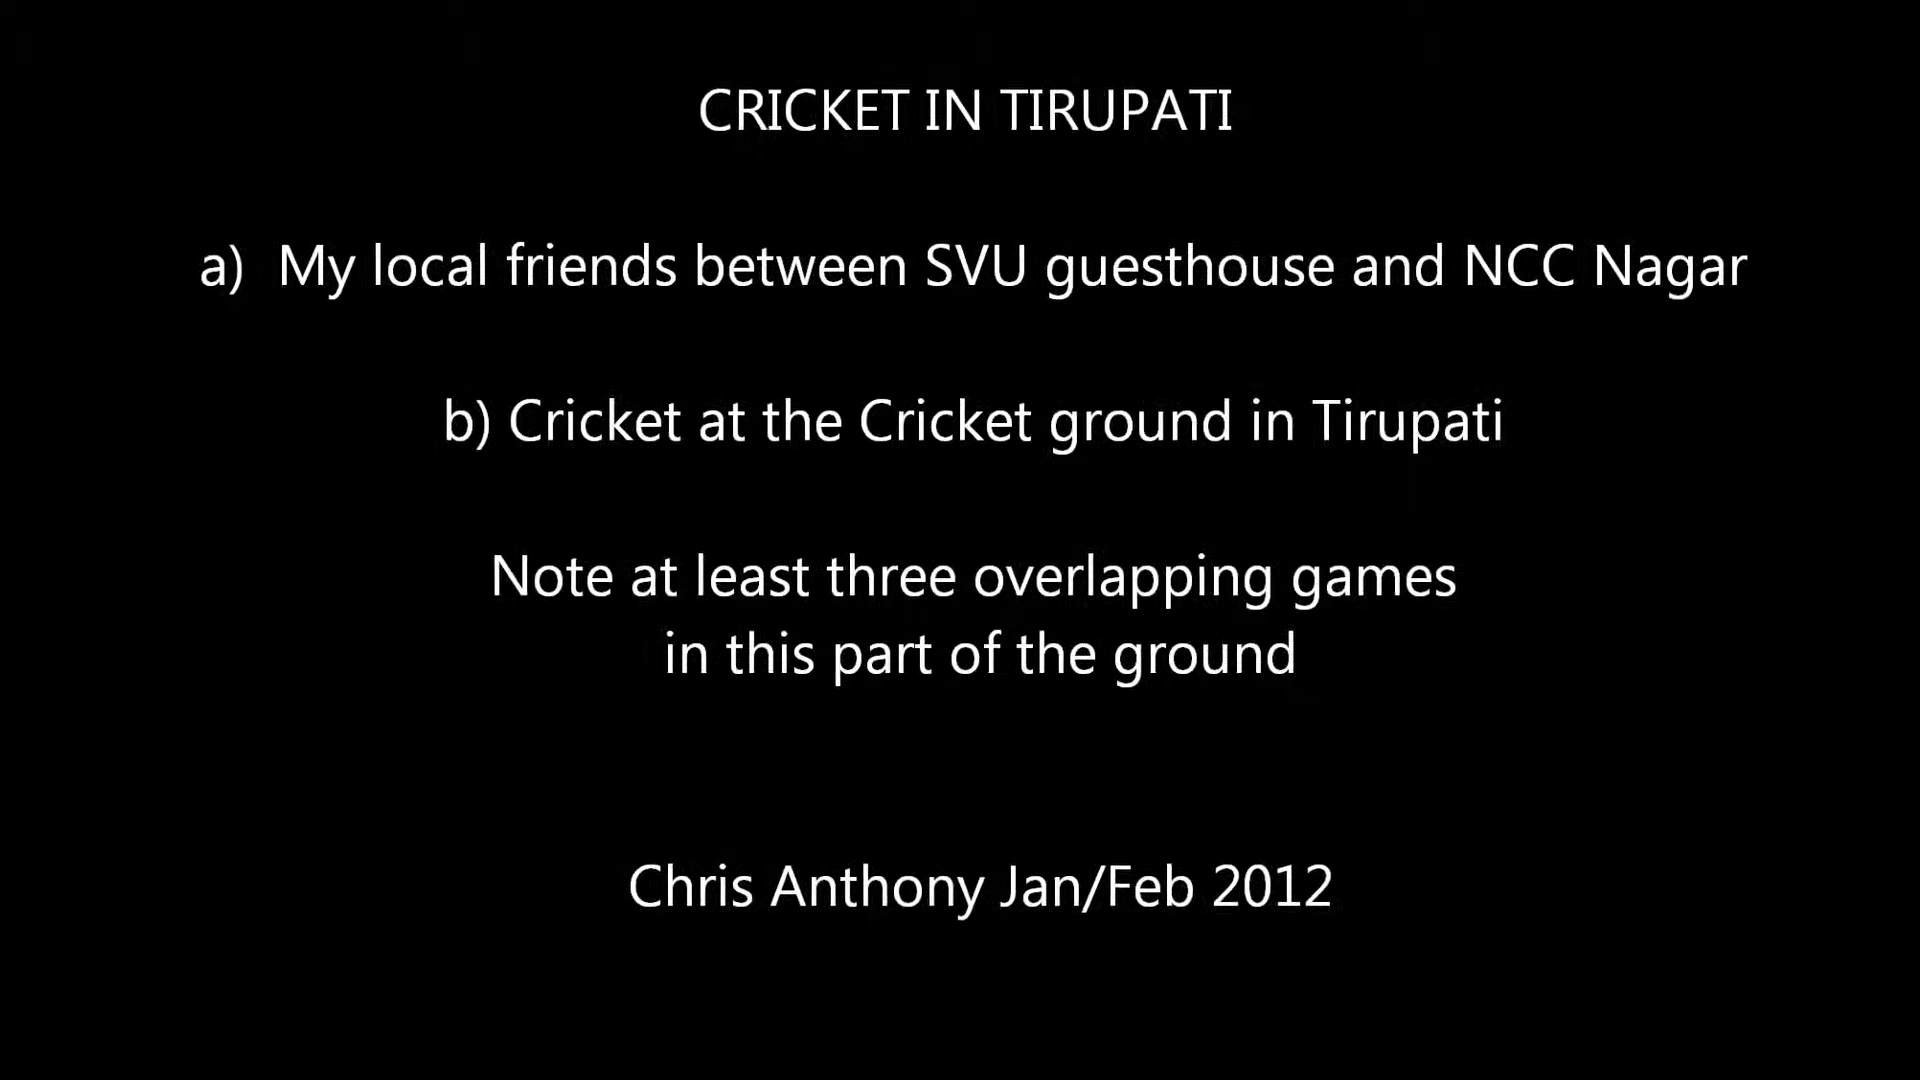 CRICKET IN TIRUPATI
a) My local friends between SVU guesthouse and NCC Nagar
b) Cricket at the Cricket ground in Tirupati
Note at least three overlapping games
in this part of the ground
Chris Anthony Jan/Feb 2012